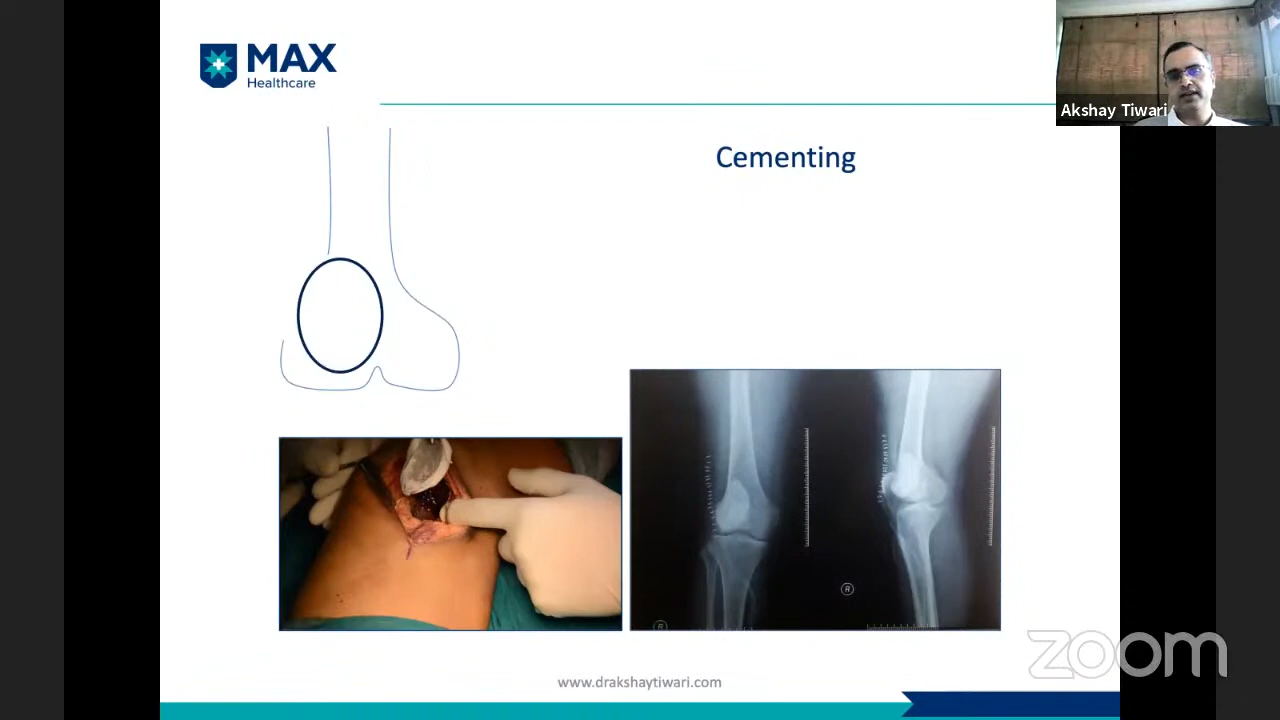 MAX
Healthcare
Akshay Tiwari
Cementing
R
R
www.drakshaytiwari.com
zoom